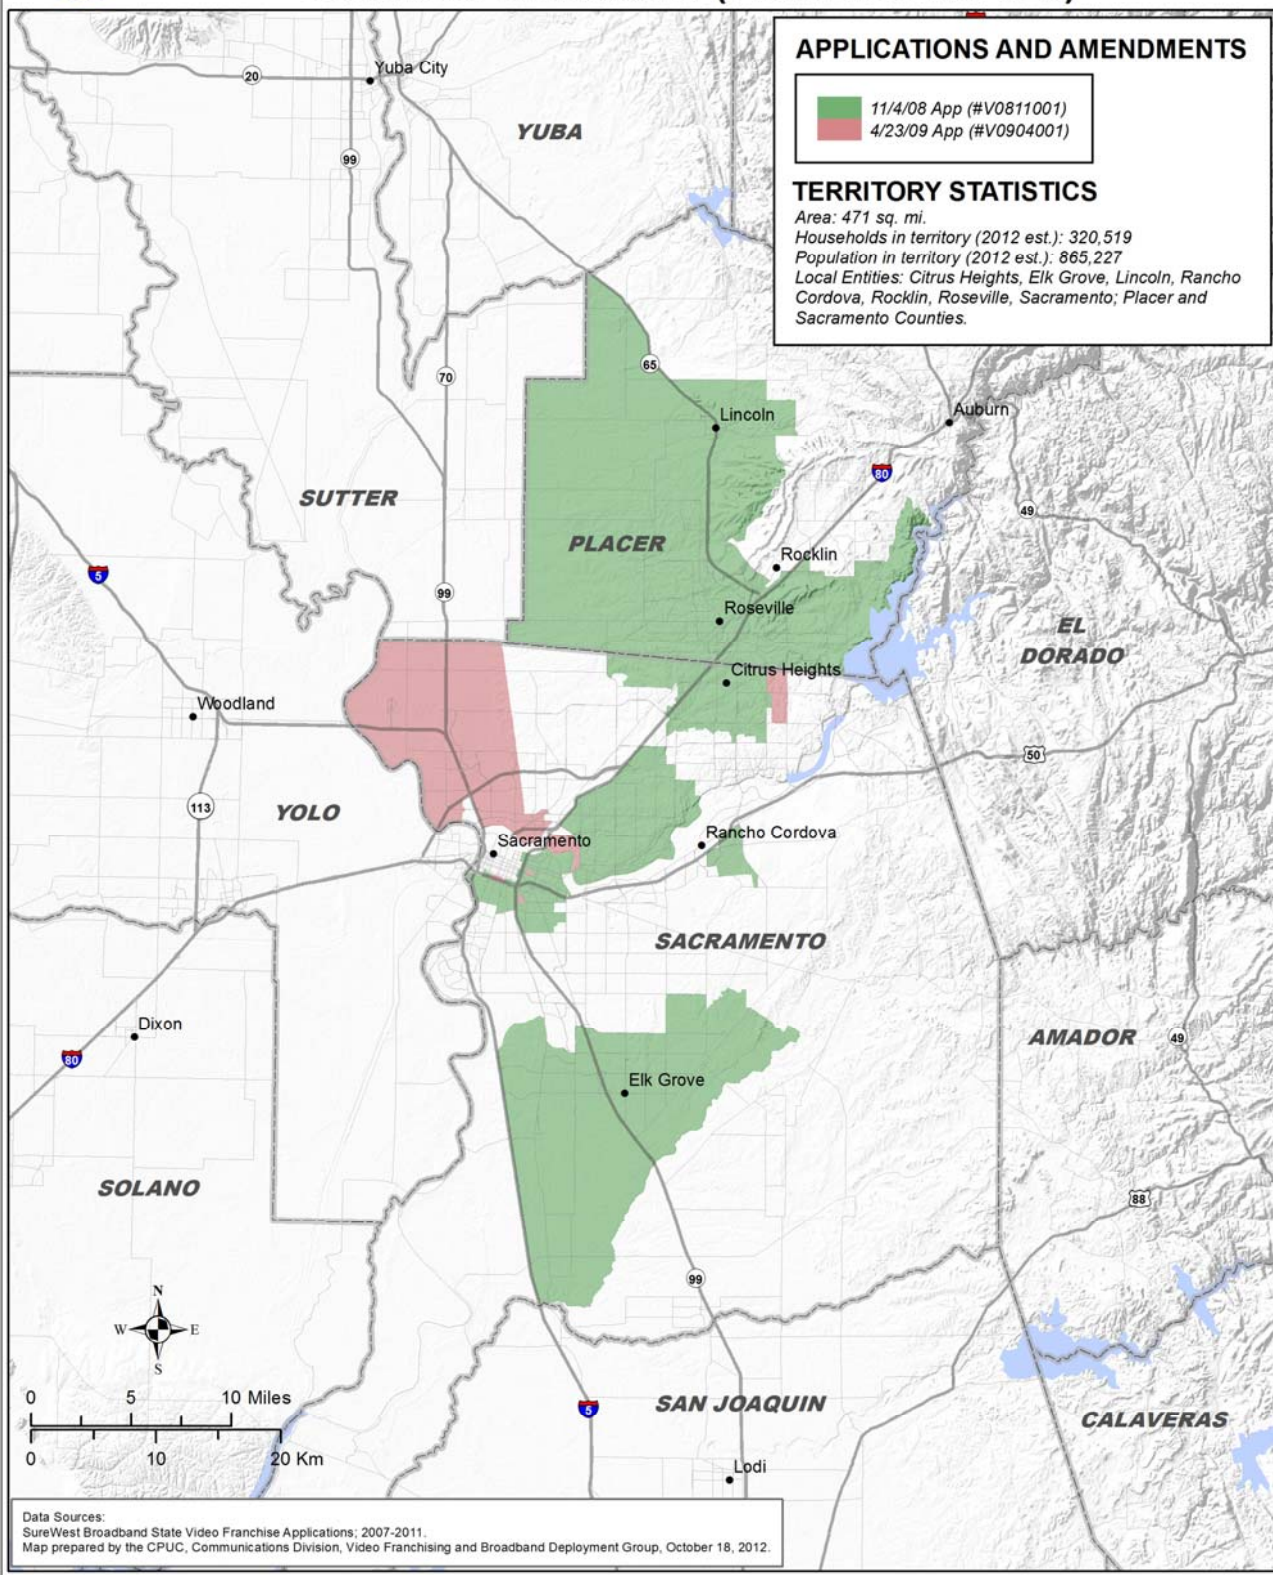 APPLICATIONS AND AMENDMENTS
11/4/08 App (#V0811001)
4/23/09 App (#V0904001)
TERRITORY STATISTICS
Area: 471 sq. mi.
Households in territory (2012 est.): 320,519
Population in territory (2012 est.): 865,227
Local Entities: Citrus Heights, Elk Grove, Lincoln, Rancho
Cordova, Rocklin, Roseville, Sacramento; Placer and
Sacramento Counties.
Yuba City
20
YUBA
99
65
70
Lincoln
Auburn
80
SUTTER
49
PLACER
Rocklin
5
99
Roseville
EL
DORADO
Citrus Heights
Woodland
50
113
YOLO
Sacramento
Rancho Cordova
SACRAMENTO
Dixon
AMADOR
49
80
Elk Grove
SOLANO
88
99
N
W
E
S
0 5 10 Miles
0 10 20 Km
5
SAN JOAQUIN
CALAVERAS
Lodi
Data Sources:
SureWest Broadband State Video Franchise Applications; 2007-2011.
Map prepared by the CPUC, Communications Division, Video Franchising and Broadband Deployment Group, October 18, 2012.